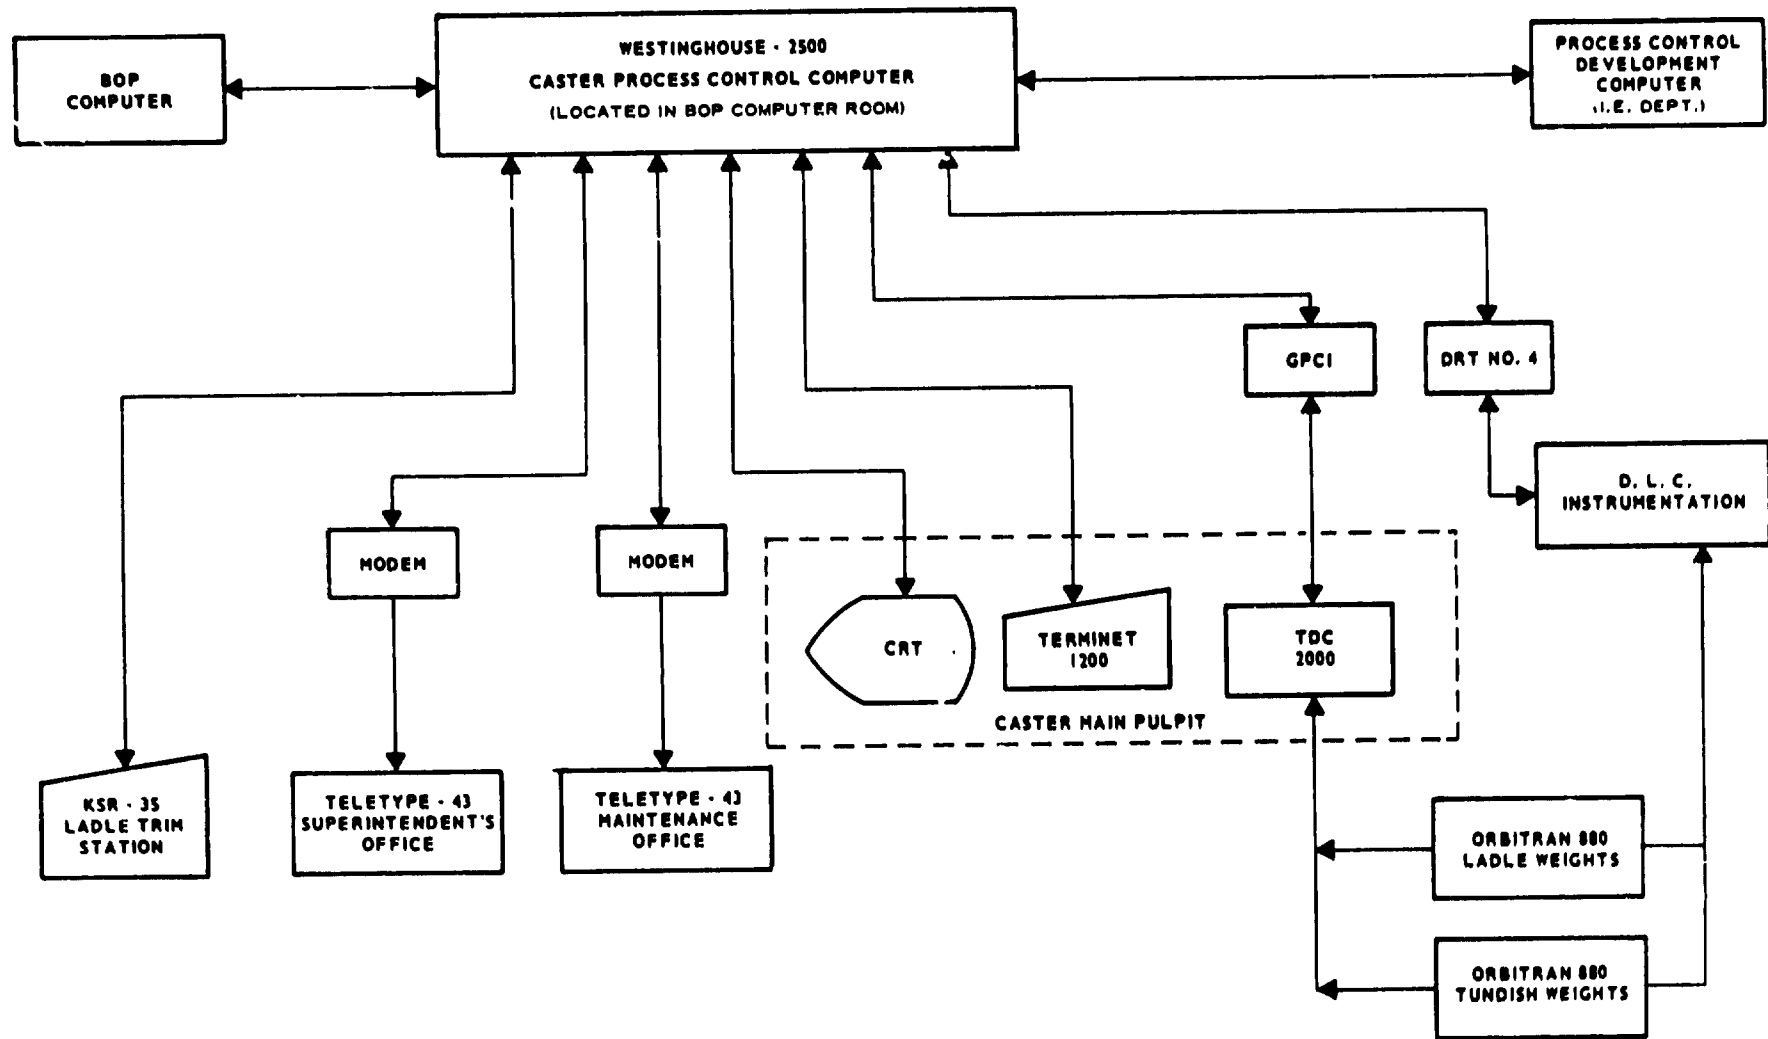 BOP
COMPUTER
WESTINGHOUSE - 2500
CASTER PROCESS CONTROL COMPUTER
(LOCATED IN BOP COMPUTER ROOM)
PROCESS CONTROL
DEVELOPMENT
COMPUTER
(I.E. DEPT.)
GPCI
DRT NO. 4
D. L. C.
INSTRUMENTATION
MODEM
MODEM
CRT
TERMINET
1200
TDC
2000
CASTER MAIN PULPIT
KSR - 35
LADLE TRIM
STATION
TELETYPE - 43
SUPERINTENDENT'S
OFFICE
TELETYPE - 43
MAINTENANCE
OFFICE
ORBITRAN 880
LADLE WEIGHTS
ORBITRAN 880
TUNDISH WEIGHTS